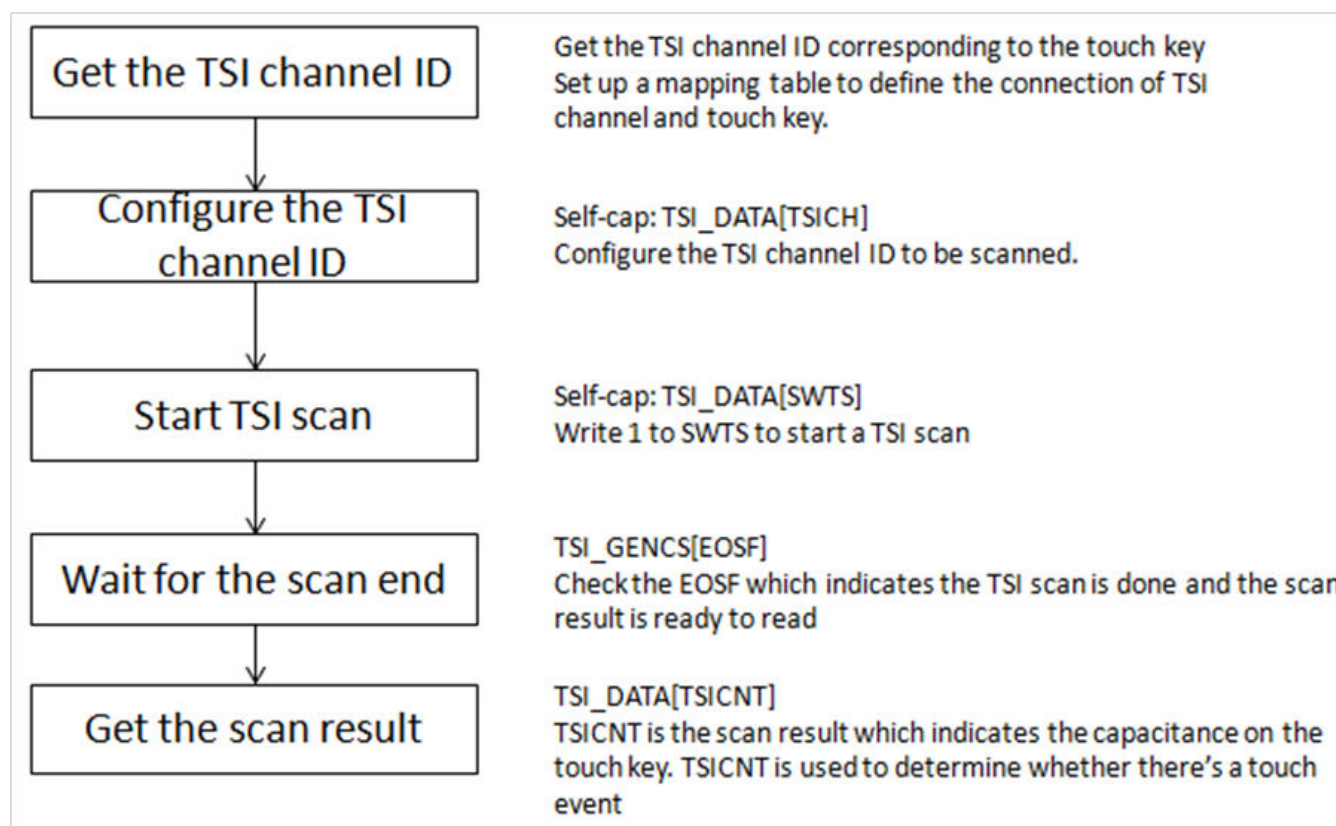 Get the TSI channel ID
Get the TSI channel ID corresponding to the touch key
Set up a mapping table to define the connection of TSI
channel and touch key.
Configure the TSI
channel ID
Self-cap: TSI_DATA[TSICH]
Configure the TSI channel ID to be scanned.
Start TSI scan
Self-cap: TSI_DATA[SWTS]
Write 1 to SWTS to start a TSI scan
Wait for the scan end
TSI_GENCS[EOSF]
Check the EOSF which indicates the TSI scan is done and the scan
result is ready to read
Get the scan result
TSI_DATA[TSICNT]
TSICNT is the scan result which indicates the capacitance on the
touch key. TSICNT is used to determine whether there's a touch
event